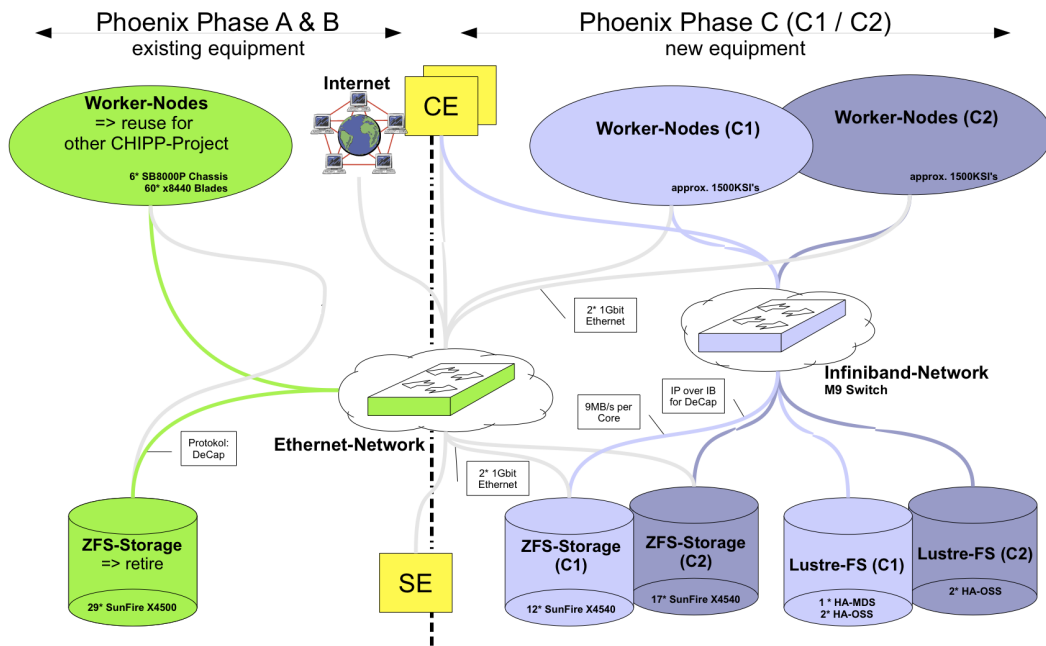 Phoenix Phase A & B
existing equipment
Phoenix Phase C (C1 / C2)
new equipment
Internet
CE
Worker-Nodes
=> reuse for
other CHIPP-Project
6* SB8000P Chassis
60* x8440 Blades
Worker-Nodes (C1)
approx. 1500KSI's
Worker-Nodes (C2)
approx. 1500KSI's
2* 1Gbit
Ethernet
Infiniband-Network
M9 Switch
9MB/s per
Core
IP over IB
for DeCap
Ethernet-Network
Protokol:
DeCap
2* 1Gbit
Ethernet
ZFS-Storage
=> retire
29* SunFire X4500
SE
ZFS-Storage
(C1)
12* SunFire X4540
ZFS-Storage
(C2)
17* SunFire X4540
Lustre-FS (C1)
1 * HA-MDS
2* HA-OSS
Lustre-FS (C2)
2* HA-OSS